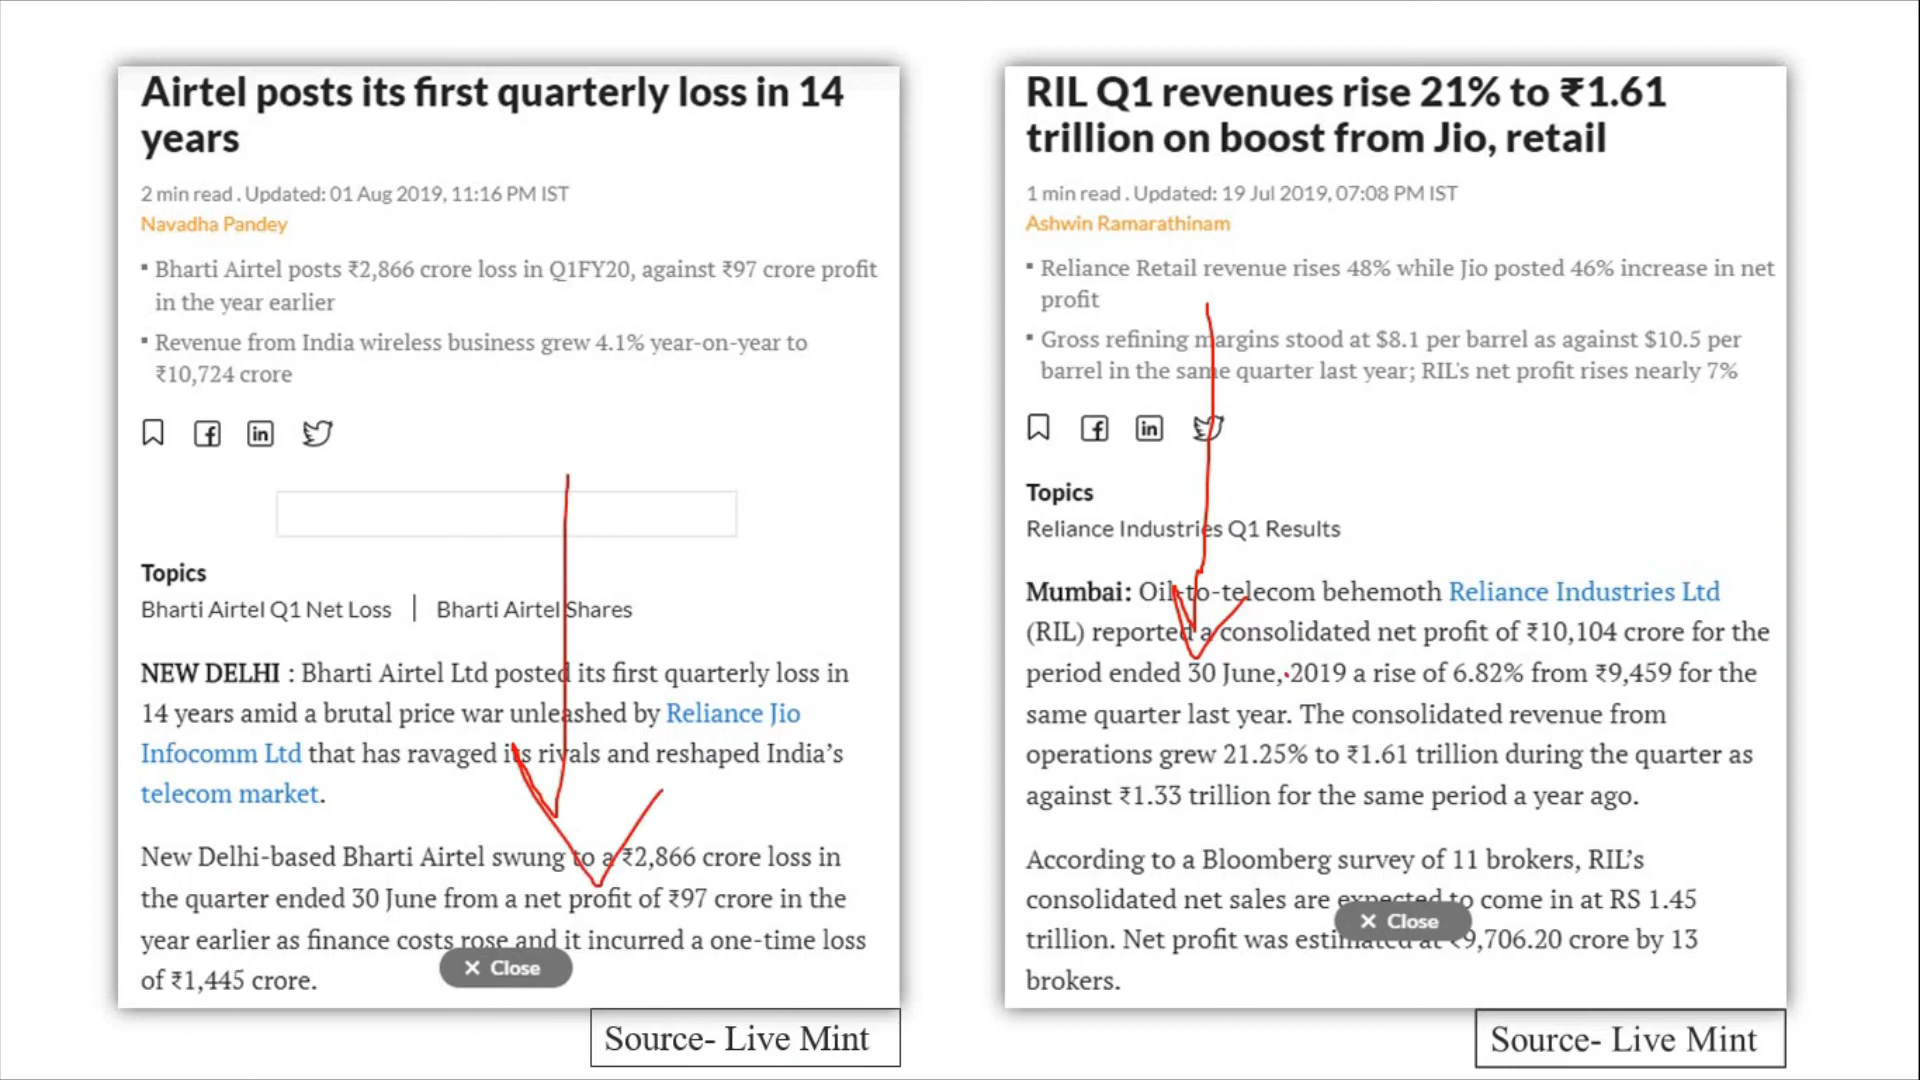 Airtel posts its first quarterly loss in 14
years
2 min read . Updated: 01 Aug 2019, 11:16 PM IST
Navadha Pandey
▪ Bharti Airtel posts ₹2,866 crore loss in Q1FY20, against ₹97 crore profit
in the year earlier
▪ Revenue from India wireless business grew 4.1% year-on-year to
₹10,724 crore
Topics
Bharti Airtel Q1 Net Loss | Bharti Airtel Shares
NEW DELHI : Bharti Airtel Ltd posted its first quarterly loss in
14 years amid a brutal price war unleashed by Reliance Jio
Infocomm Ltd that has ravaged its rivals and reshaped India's
telecom market.
New Delhi-based Bharti Airtel swung to a ₹2,866 crore loss in
the quarter ended 30 June from a net profit of ₹97 crore in the
year earlier as finance costs rose and it incurred a one-time loss
✕ Close
of ₹1,445 crore.
Source- Live Mint
RIL Q1 revenues rise 21% to ₹1.61
trillion on boost from Jio, retail
1 min read . Updated: 19 Jul 2019, 07:08 PM IST
Ashwin Ramarathinam
▪ Reliance Retail revenue rises 48% while Jio posted 46% increase in net
profit
▪ Gross refining margins stood at $8.1 per barrel as against $10.5 per
barrel in the same quarter last year; RIL's net profit rises nearly 7%
Topics
Reliance Industries Q1 Results
Mumbai: Oil-to-telecom behemoth Reliance Industries Ltd
(RIL) reported a consolidated net profit of ₹10,104 crore for the
period ended 30 June, 2019 a rise of 6.82% from ₹9,459 for the
same quarter last year. The consolidated revenue from
operations grew 21.25% to ₹1.61 trillion during the quarter as
against ₹1.33 trillion for the same period a year ago.
According to a Bloomberg survey of 11 brokers, RIL's
consolidated net sales are expected to come in at RS 1.45
✕ Close
trillion. Net profit was estimated at ₹9,706.20 crore by 13
brokers.
Source- Live Mint